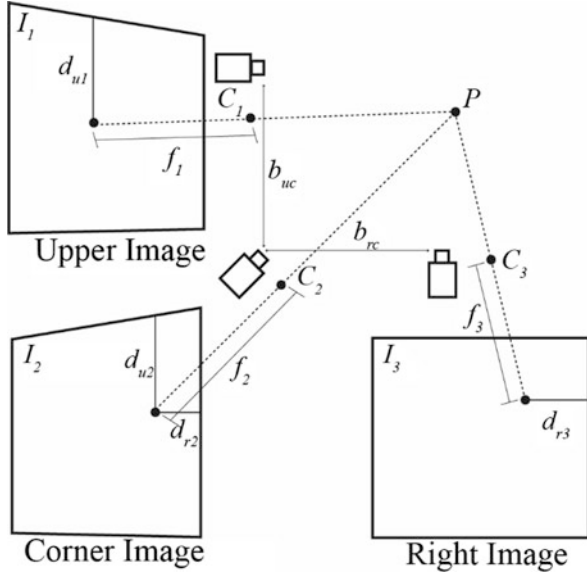 I1
du1
C1
P
f1
buc
Upper Image
brc
C2
C3
I2
du2
f2
f3
I3
dr2
dr3
Corner Image
Right Image